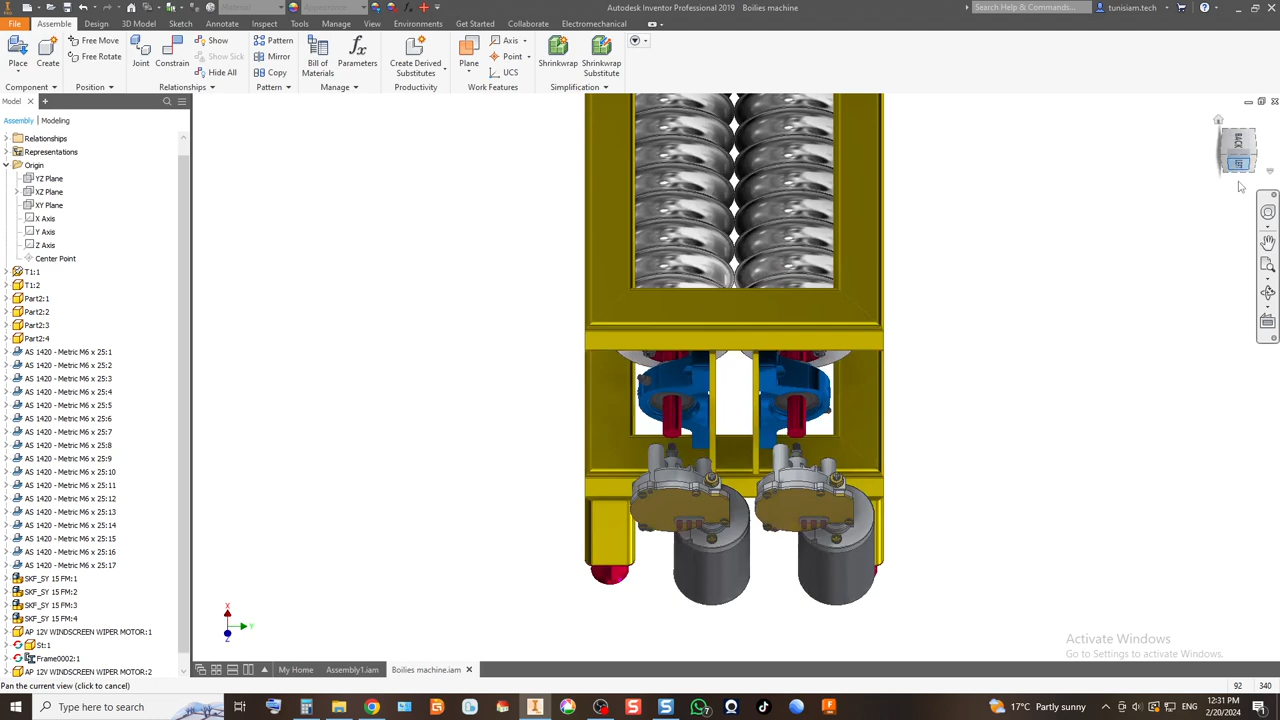 Material
Appearance
Autodesk Inventor Professional 2019 Boilies machine
Search Help & Commands...
tunisiam.tech
File Assemble Design 3D Model Sketch Annotate Inspect Tools Manage View Environments Get Started Collaborate Electromechanical
Place Create Free Move Joint Constrain Show Pattern Bill of Materials Parameters Create Derived Substitutes Plane Axis Shrinkwrap Shrinkwrap Substitute
Free Rotate Show Sick Mirror Point
Hide All Copy UCS
Component Position Relationships Pattern Manage Productivity Work Features Simplification
Model
Assembly Modeling
Relationships
Representations
Origin
YZ Plane
XZ Plane
XY Plane
X Axis
Y Axis
Z Axis
Center Point
T1:1
T1:2
Part2:1
Part2:2
Part2:3
Part2:4
AS 1420 - Metric M6 x 25:1
AS 1420 - Metric M6 x 25:2
AS 1420 - Metric M6 x 25:3
AS 1420 - Metric M6 x 25:4
AS 1420 - Metric M6 x 25:5
AS 1420 - Metric M6 x 25:6
AS 1420 - Metric M6 x 25:7
AS 1420 - Metric M6 x 25:8
AS 1420 - Metric M6 x 25:9
AS 1420 - Metric M6 x 25:10
AS 1420 - Metric M6 x 25:11
AS 1420 - Metric M6 x 25:12
AS 1420 - Metric M6 x 25:13
AS 1420 - Metric M6 x 25:14
AS 1420 - Metric M6 x 25:15
AS 1420 - Metric M6 x 25:16
AS 1420 - Metric M6 x 25:17
SKF_SY 15 FM:1
SKF_SY 15 FM:2
SKF_SY 15 FM:3
SKF_SY 15 FM:4
AP 12V WINDSCREEN WIPER MOTOR:1
St:1
Frame0002:1
AP 12V WINDSCREEN WIPER MOTOR:2
BACK
X
Y
Z
Activate Windows
Go to Settings to activate Windows.
My Home Assembly1.iam Boilies machine.iam
Pan the current view (click to cancel) 92 340
Type here to search
17°C Partly sunny
12:31 PM
2/20/2024